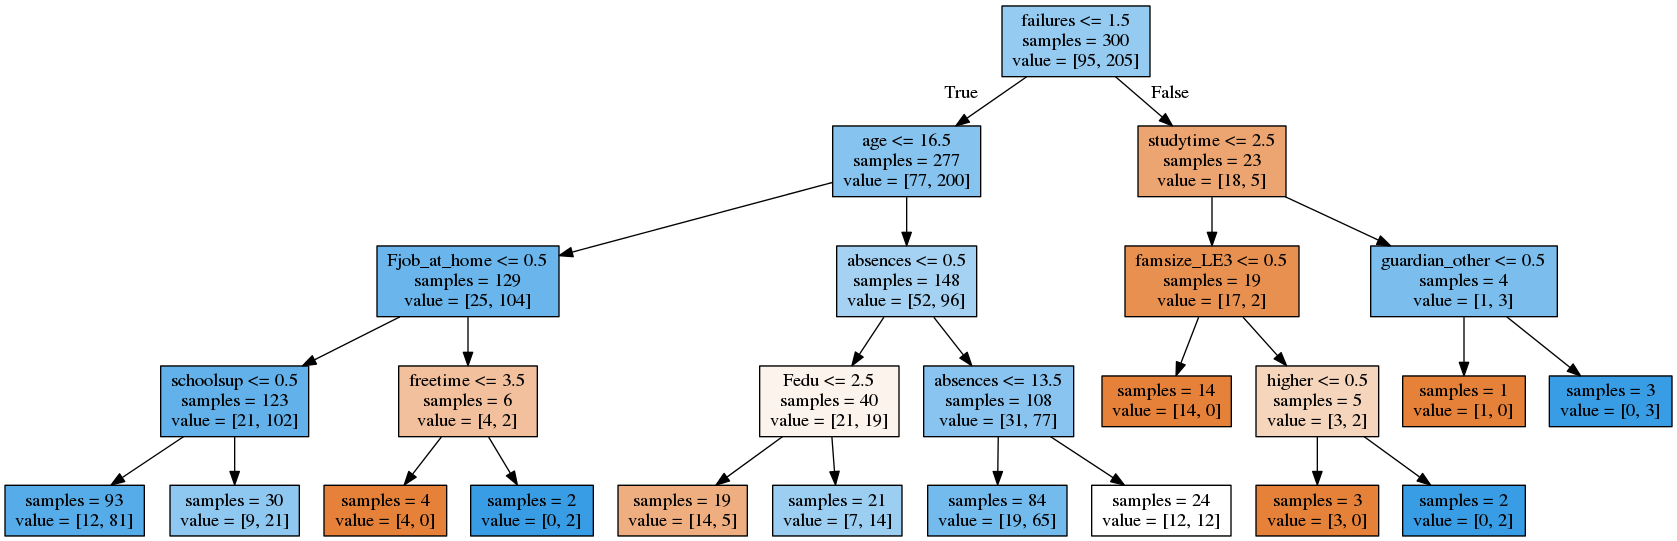 failures <= 1.5
samples = 300
value = [95, 205]
True
False
age <= 16.5
samples = 277
value = [77, 200]
studytime <= 2.5
samples = 23
value = [18, 5]
Fjob_at_home <= 0.5
samples = 129
value = [25, 104]
absences <= 0.5
samples = 148
value = [52, 96]
famsize_LE3 <= 0.5
samples = 19
value = [17, 2]
guardian_other <= 0.5
samples = 4
value = [1, 3]
schoolsup <= 0.5
samples = 123
value = [21, 102]
freetime <= 3.5
samples = 6
value = [4, 2]
Fedu <= 2.5
samples = 40
value = [21, 19]
absences <= 13.5
samples = 108
value = [31, 77]
samples = 14
value = [14, 0]
higher <= 0.5
samples = 5
value = [3, 2]
samples = 1
value = [1, 0]
samples = 3
value = [0, 3]
samples = 93
value = [12, 81]
samples = 30
value = [9, 21]
samples = 4
value = [4, 0]
samples = 2
value = [0, 2]
samples = 19
value = [14, 5]
samples = 21
value = [7, 14]
samples = 84
value = [19, 65]
samples = 24
value = [12, 12]
samples = 3
value = [3, 0]
samples = 2
value = [0, 2]